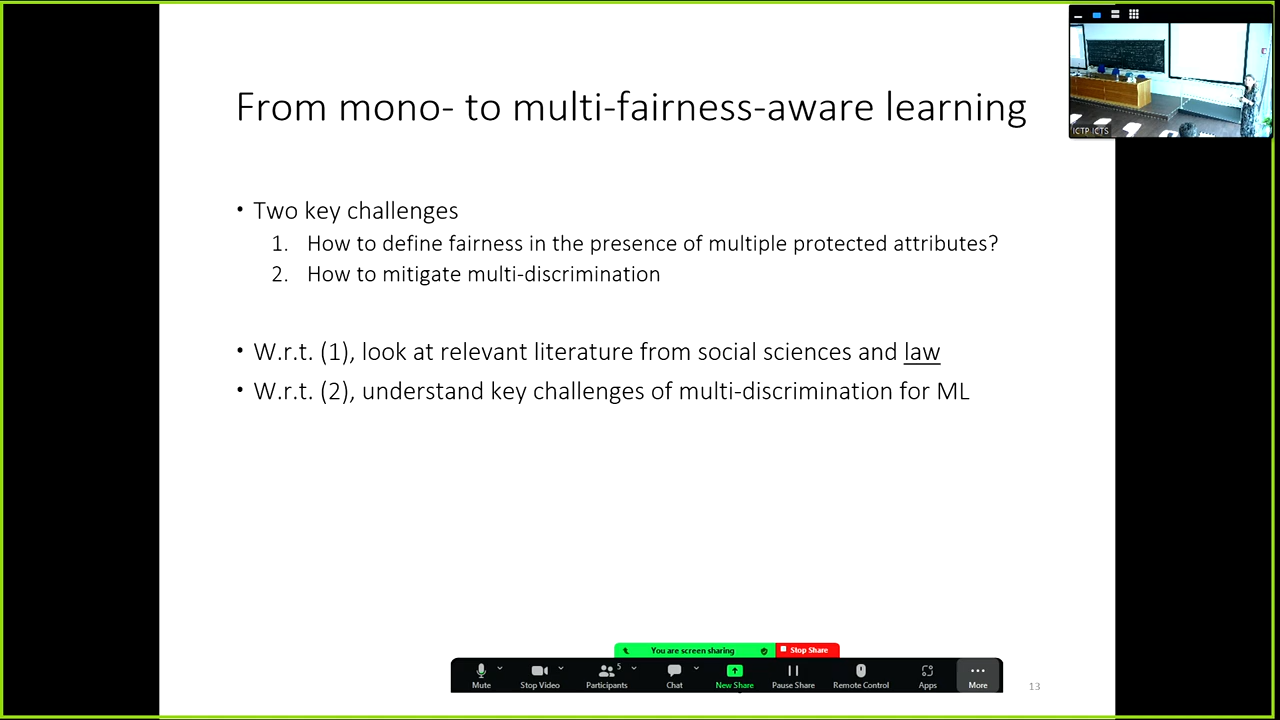 From mono- to multi-fairness-aware learning
ICTP ICTS
• Two key challenges
1. How to define fairness in the presence of multiple protected attributes?
2. How to mitigate multi-discrimination
• W.r.t. (1), look at relevant literature from social sciences and law
• W.r.t. (2), understand key challenges of multi-discrimination for ML
You are screen sharing Stop Share
5
Mute Stop Video Participants Chat New Share Pause Share Remote Control Apps More
13